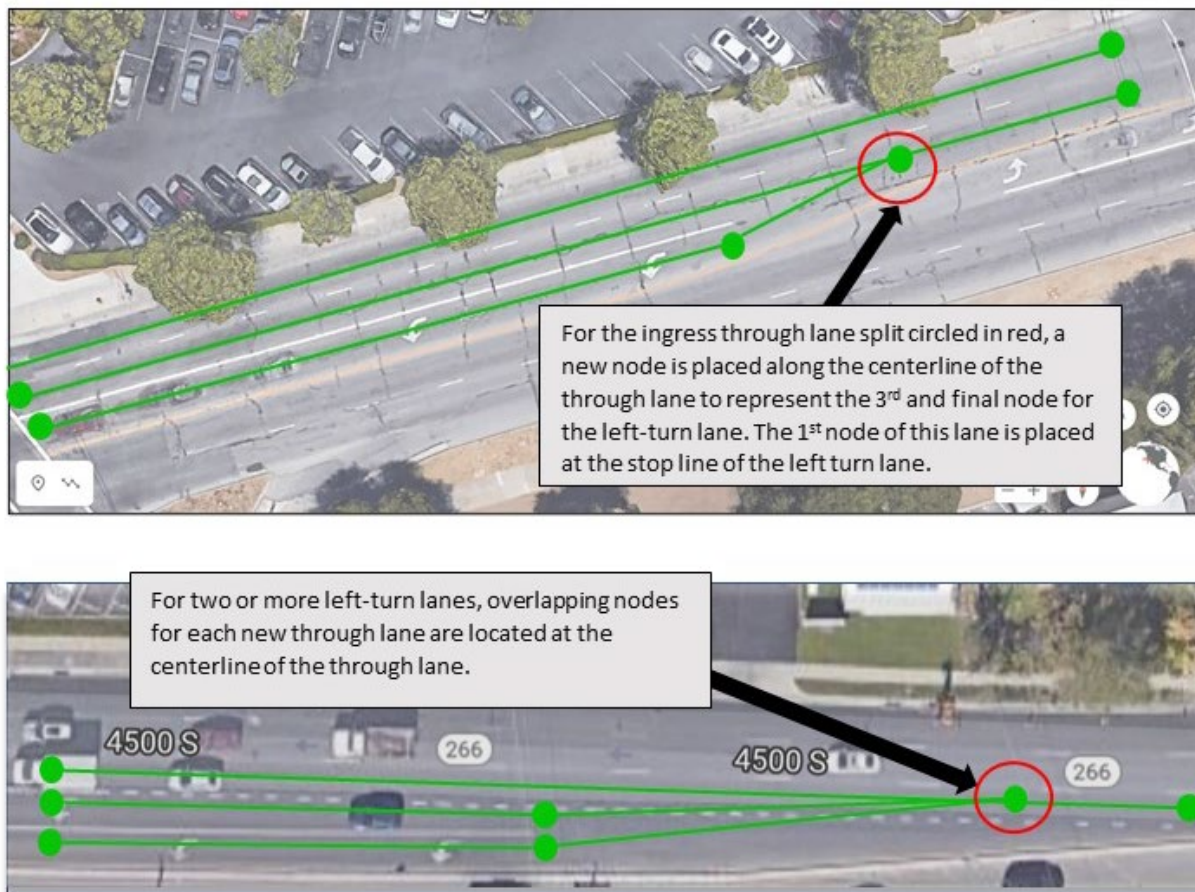 For the ingress through lane split circled in red, a
new node is placed along the centerline of the
through lane to represent the 3rd and final node for
the left-turn lane. The 1st node of this lane is placed
at the stop line of the left turn lane.
For two or more left-turn lanes, overlapping nodes
for each new through lane are located at the
centerline of the through lane.
4500 S
266
4500 S
266